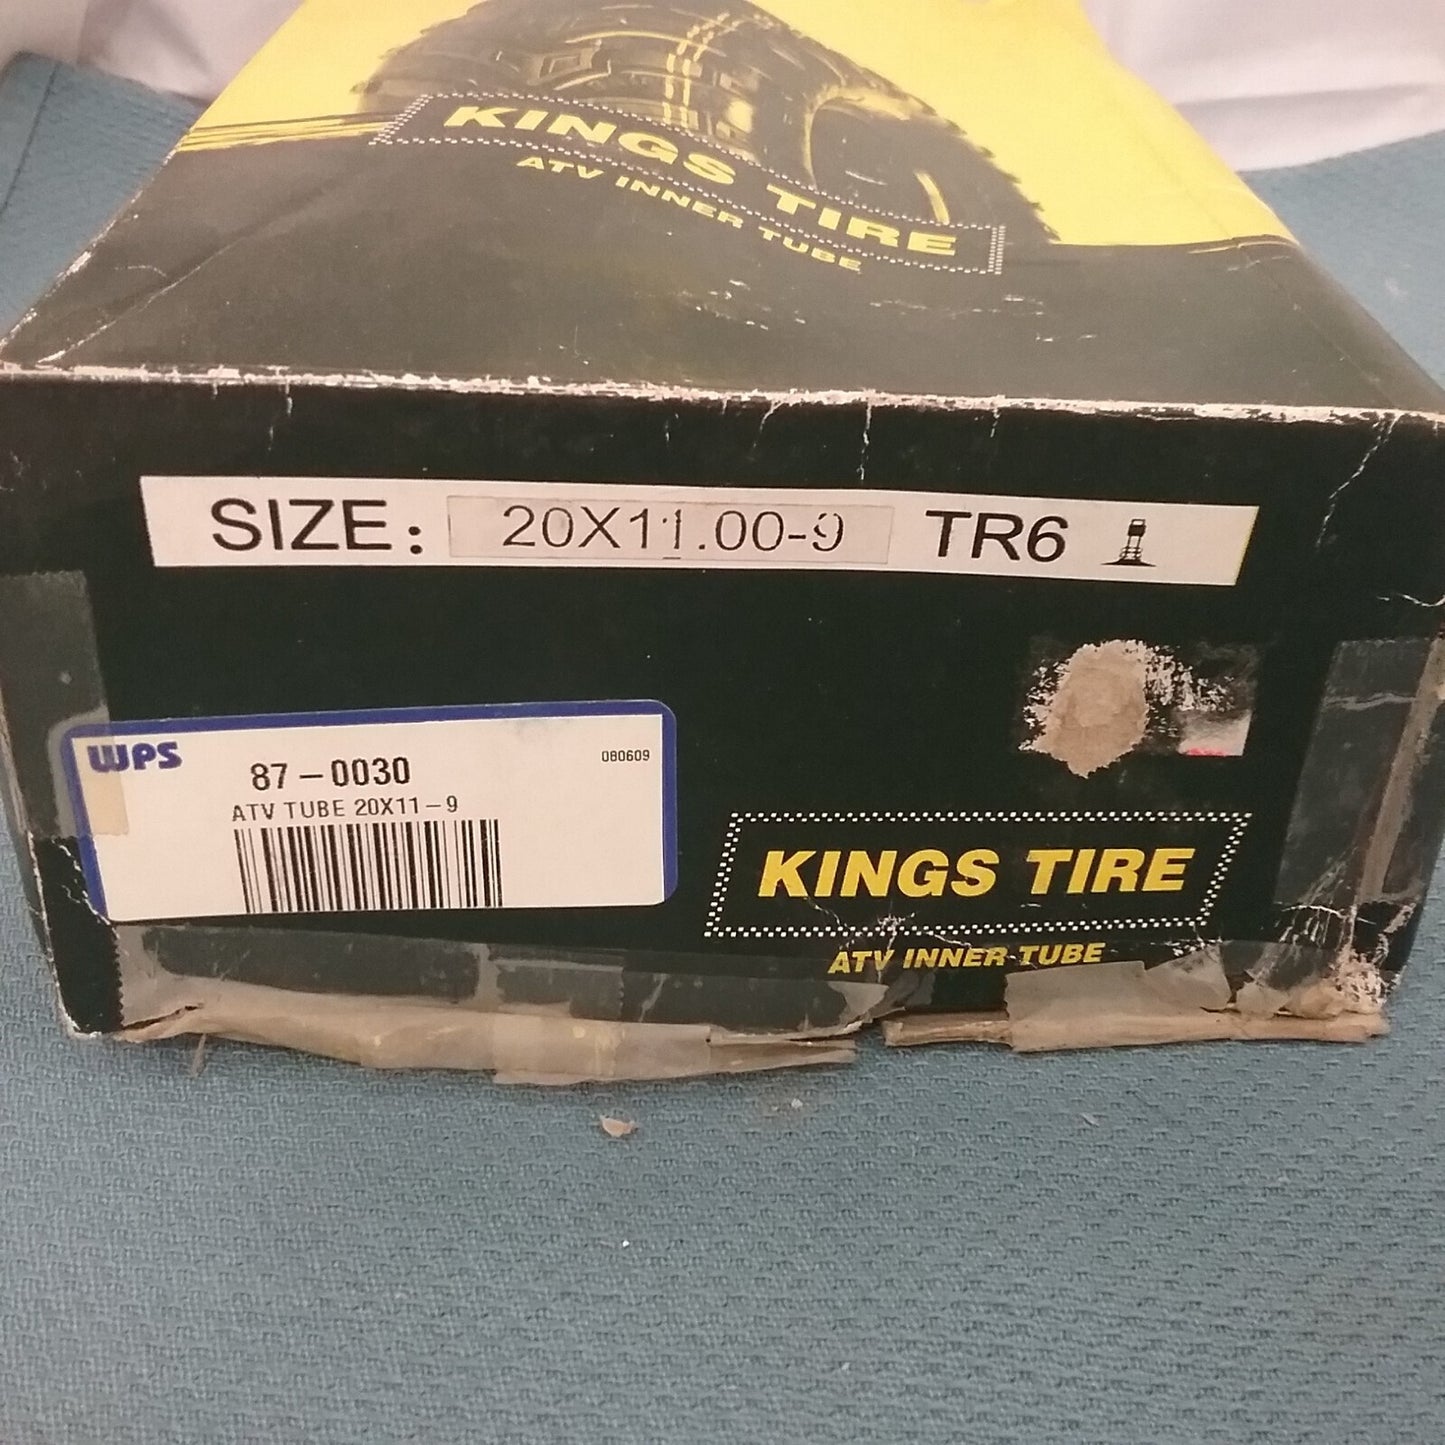 KINGS TIRE
ATV INNER TUBE
SIZE: 20X11.00-9 TR6
WPS
87-0030
080609
ATV TUBE 20X11-9
KINGS TIRE
ATV INNER TUBE